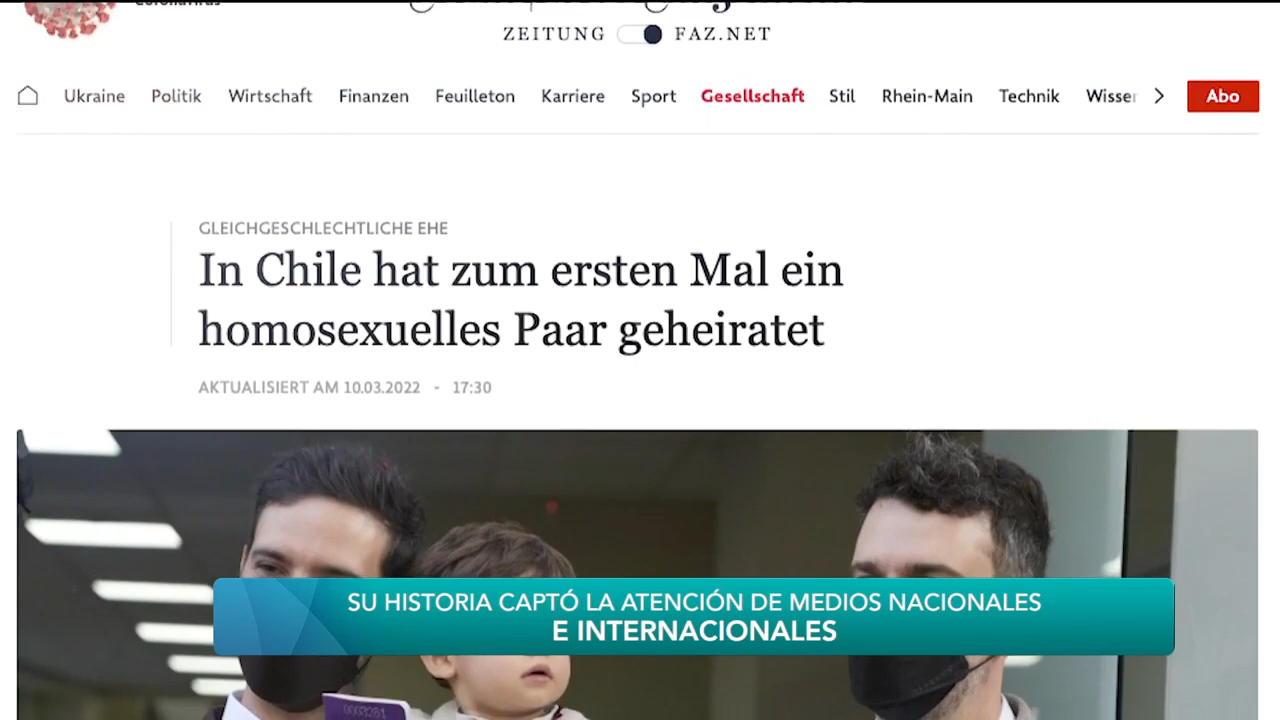 Coronavirus
ZEITUNG FAZ.NET
Ukraine Politik Wirtschaft Finanzen Feuilleton Karriere Sport Gesellschaft Stil Rhein-Main Technik Abo
GLEICHGESCHLECHTLICHE EHE
In Chile hat zum ersten Mal ein
homosexuelles Paar geheiratet
AKTUALISIERT AM 10.03.2022 - 17:30
SU HISTORIA CAPTÓ LA ATENCIÓN DE MEDIOS NACIONALES
E INTERNACIONALES